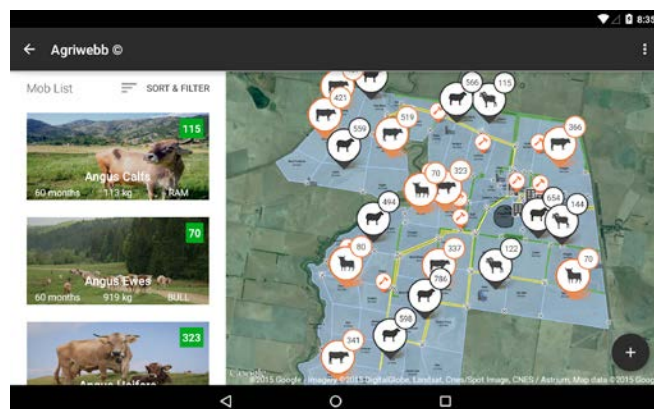 8:35
Agriwebb ©
Mob List
SORT & FILTER
115
Angus Calfs
60 months 113 kg RAM
70
Angus Ewes
60 months 919 kg BULL
323
Angus Heifers
421
559
519
566
115
366
70
323
494
654
144
80
337
122
70
786
598
341
+
Google
©2015 Google - Imagery ©2015 DigitalGlobe, Landsat, Cnes/Spot Image, CNES / Astrium, Map data ©2015 Goog